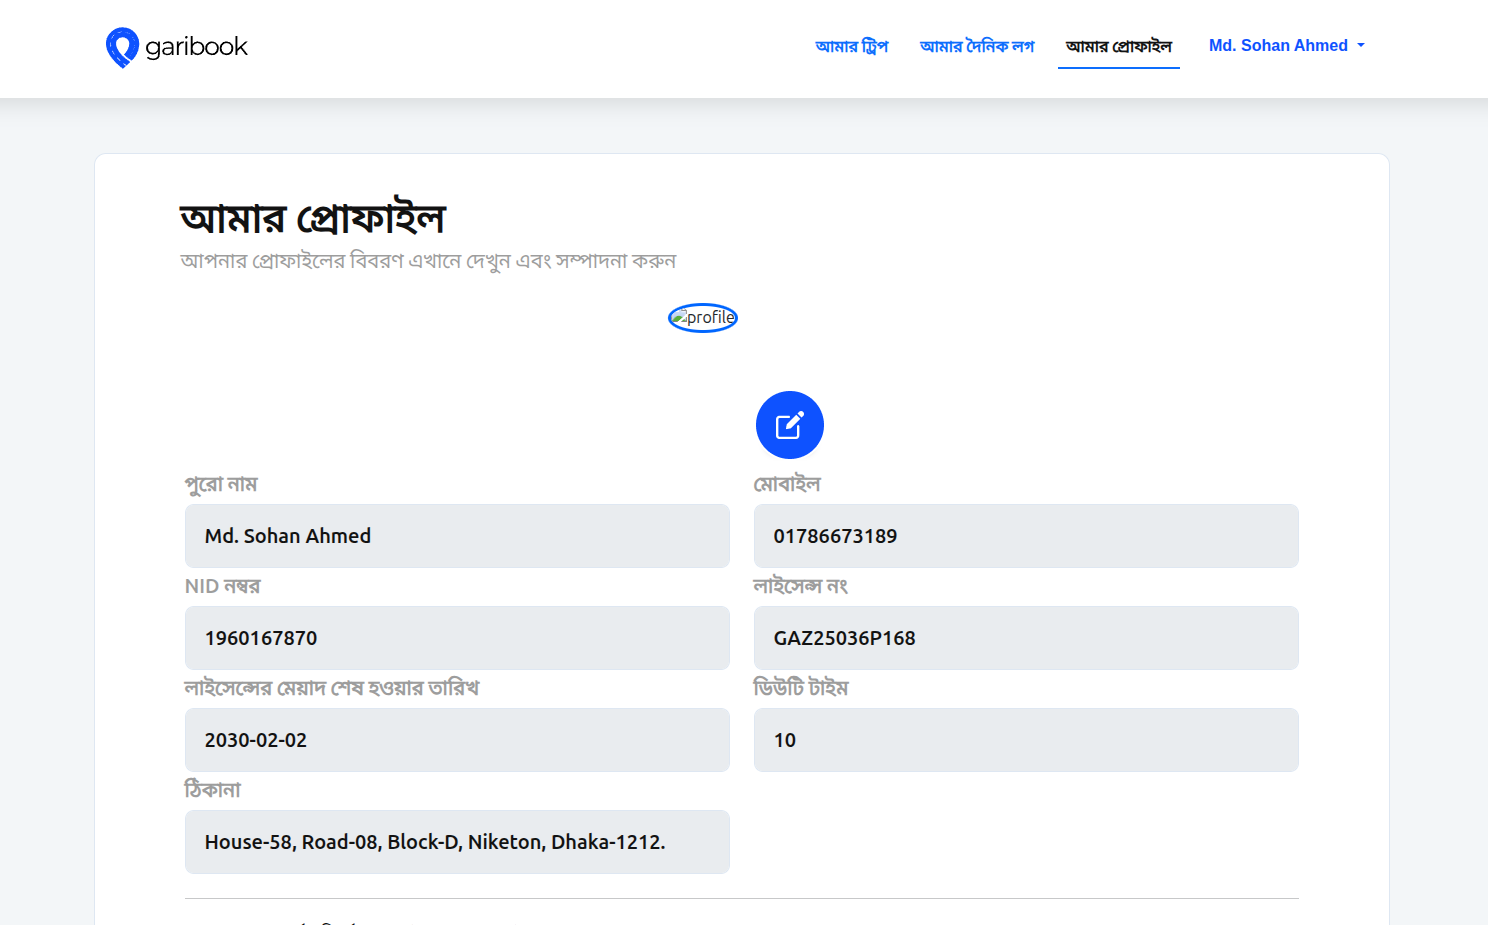 garibook
আমার ট্রিপ আমার দৈনিক লগ আমার প্রোফাইল Md. Sohan Ahmed
আমার প্রোফাইল
আপনার প্রোফাইলের বিবরণ এখানে দেখুন এবং সম্পাদনা করুন
profile
পুরো নাম মোবাইল
Md. Sohan Ahmed 01786673189
NID নম্বর লাইসেন্স নং
1960167870 GAZ25036P168
লাইসেন্সের মেয়াদ শেষ হওয়ার তারিখ ডিউটি টাইম
2030-02-02 10
ঠিকানা
House-58, Road-08, Block-D, Niketon, Dhaka-1212.